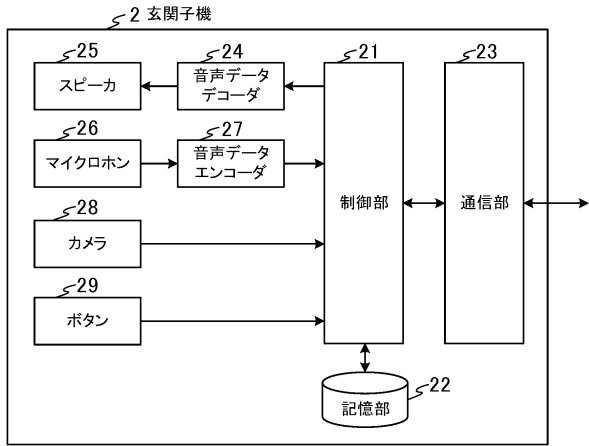 2 玄関子機
25
24
21
23
スピーカ
音声データ
デコーダ
26
27
マイクロホン
音声データ
エンコーダ
制御部
通信部
28
カメラ
29
ボタン
22
記憶部